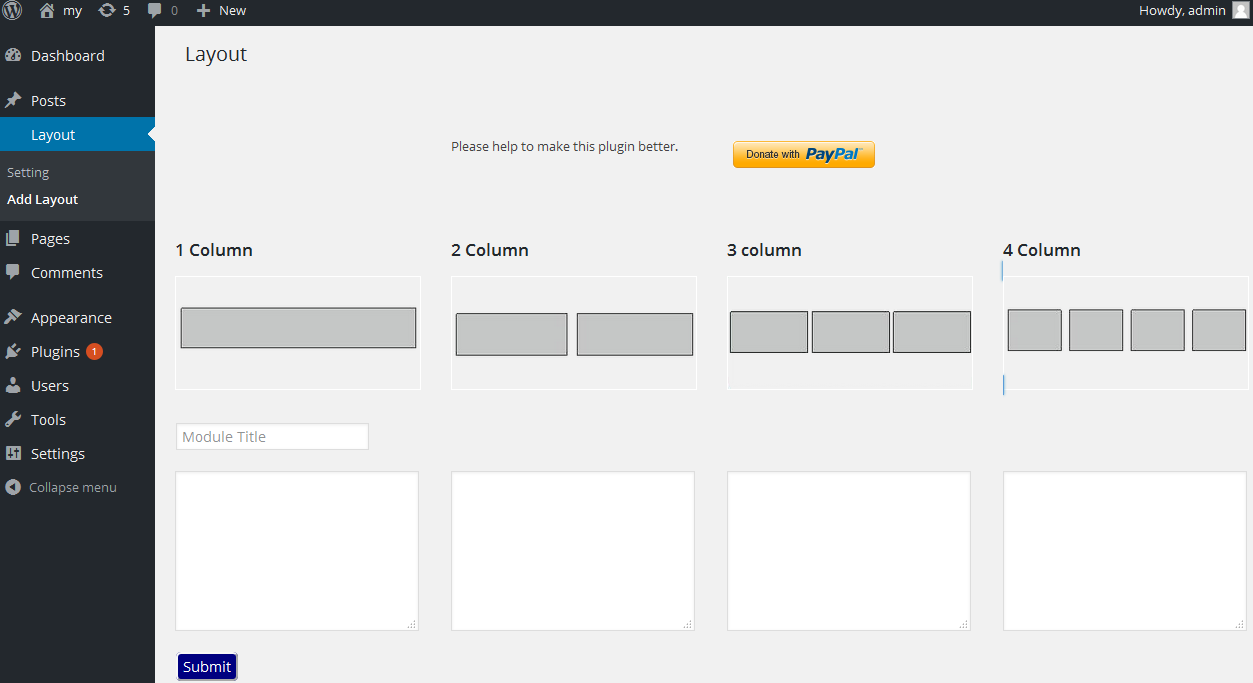 my 5 0 New Howdy, admin
Dashboard
Posts
Layout
Setting
Add Layout
Pages
Comments
Appearance
Plugins 1
Users
Tools
Settings
Collapse menu
Layout
Please help to make this plugin better. Donate with PayPal
1 Column 2 Column 3 column 4 Column
Module Title
Submit